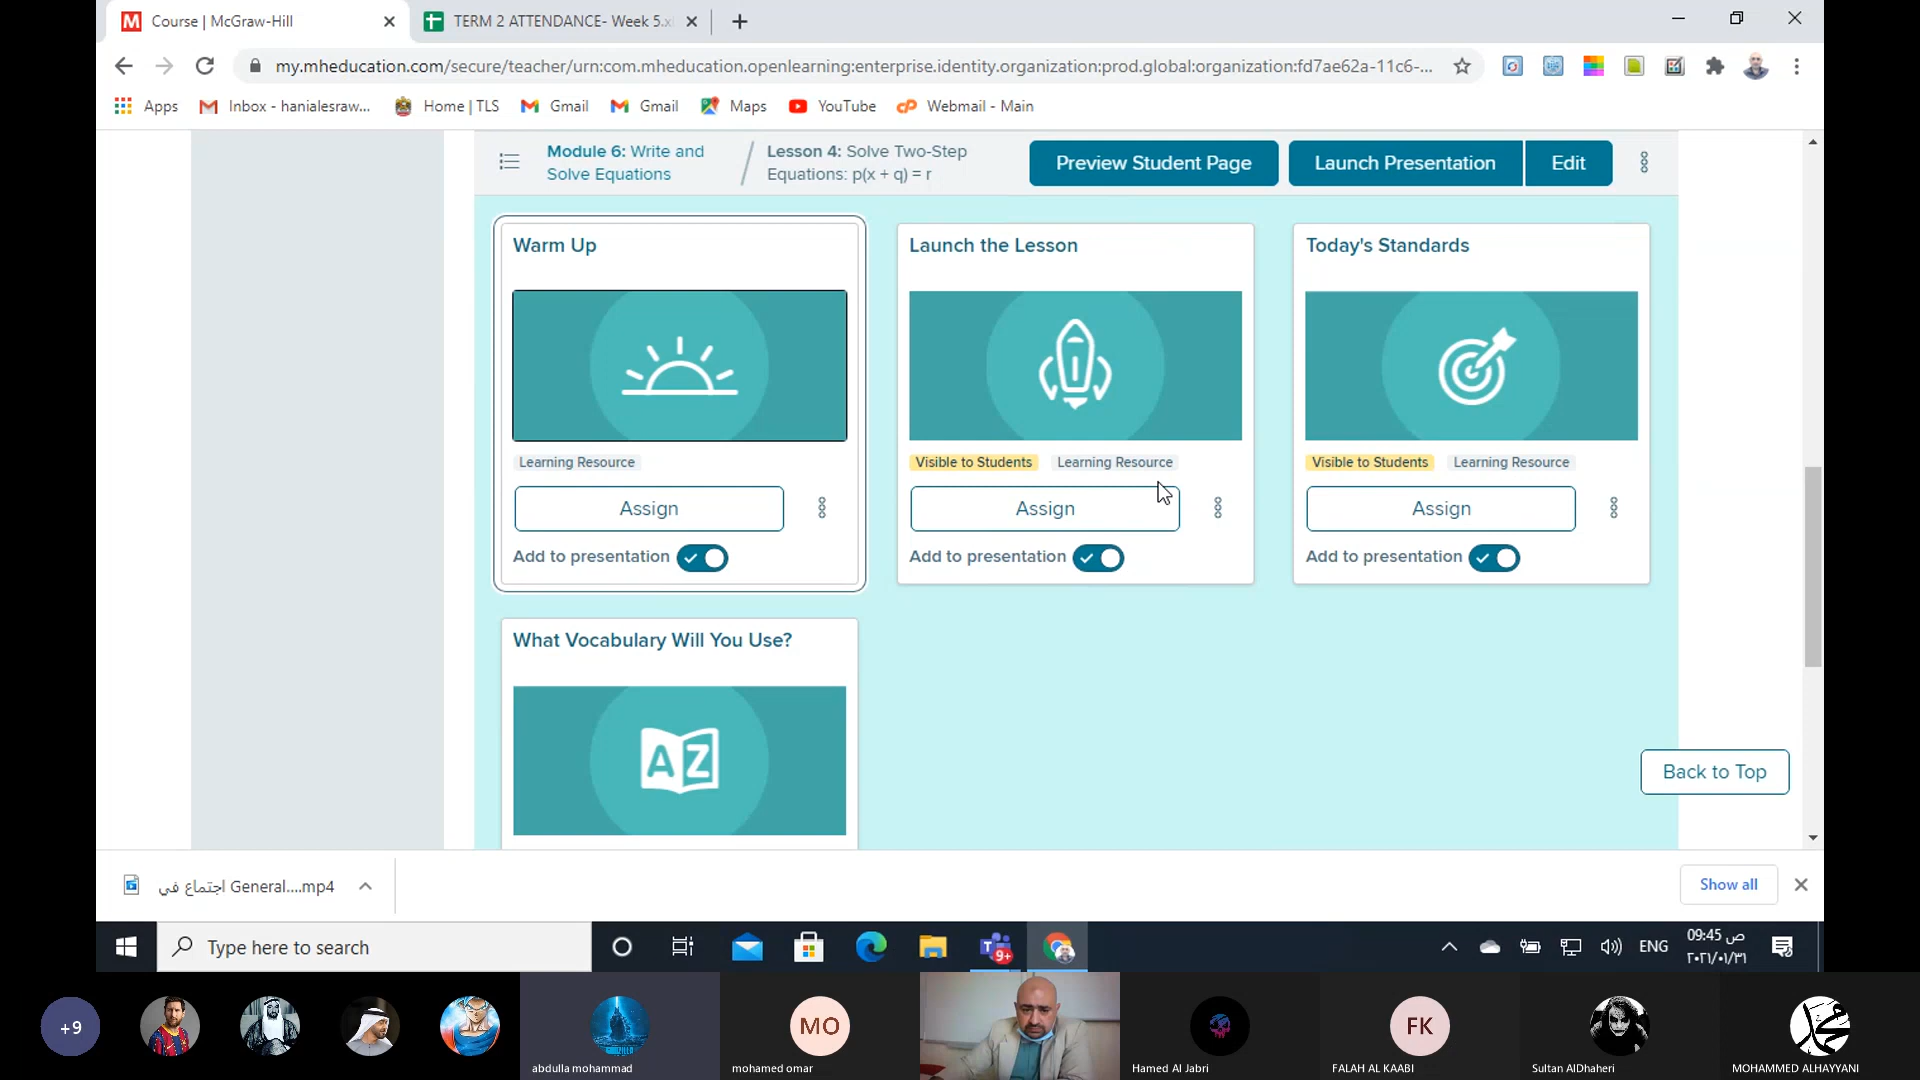 Course | McGraw-Hill
TERM 2 ATTENDANCE- Week 5.x
my.mheducation.com/secure/teacher/urn:com.mheducation.openlearning:enterprise.identity.organization:prod.global:organization:fd7ae62a-11c6-...
Apps
Inbox - hanialesraw...
Home | TLS
Gmail
Gmail
Maps
YouTube
Webmail - Main
Module 6: Write and
Solve Equations
Lesson 4: Solve Two-Step
Equations: p(x + q) = r
Preview Student Page
Launch Presentation
Edit
Warm Up
Launch the Lesson
Today's Standards
Learning Resource
Visible to Students
Learning Resource
Visible to Students
Learning Resource
Assign
Assign
Assign
Add to presentation
Add to presentation
Add to presentation
What Vocabulary Will You Use?
AZ
Back to Top
اجتماع في General....mp4
Show all
Type here to search
9+
ENG
09:45 ص
٢٠٢١/٠١/٣١
+9
GODZILLA
abdulla mohammad
MO
mohamed omar
Hamed Al Jabri
FK
FALAH AL KAABI
Sultan AlDhaheri
MOHAMMED ALHAYYANI